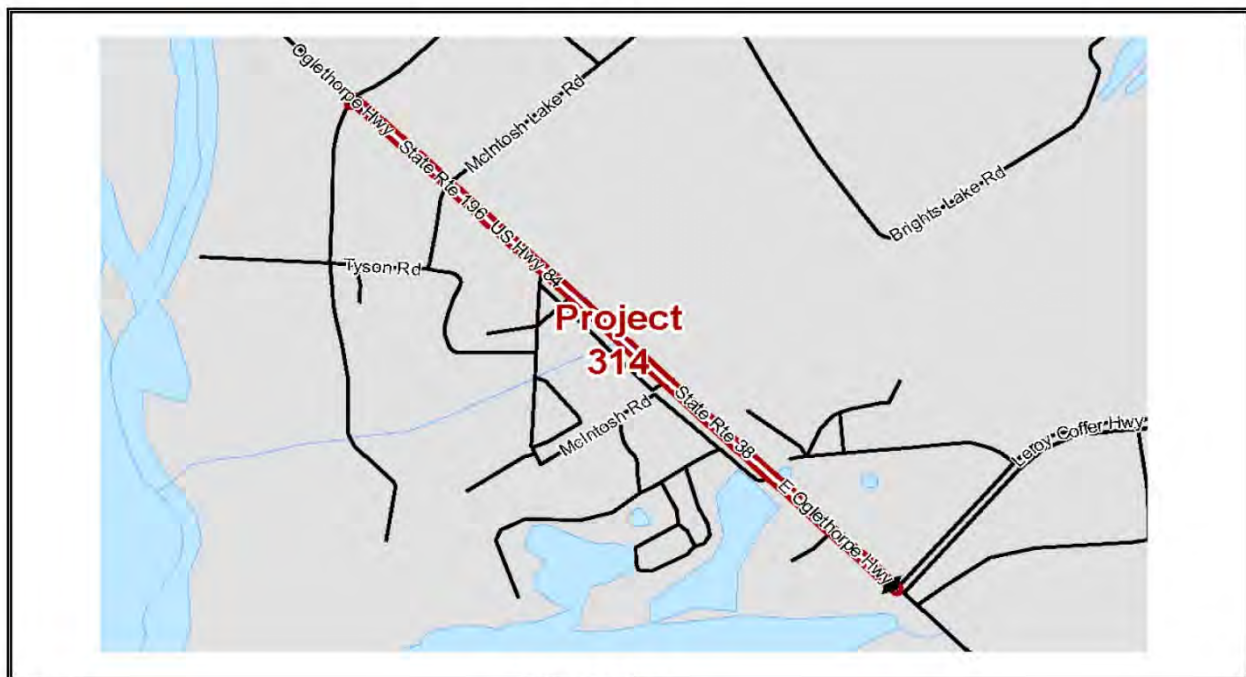 Oglethorpe Hwy
State Rte 196
US Hwy 84
McIntosh Lake Rd
Brights Lake Rd
Tyson Rd
Project
314
McIntosh Rd
State Rte 38
Leroy Coffer Hwy
E Oglethorpe Hwy